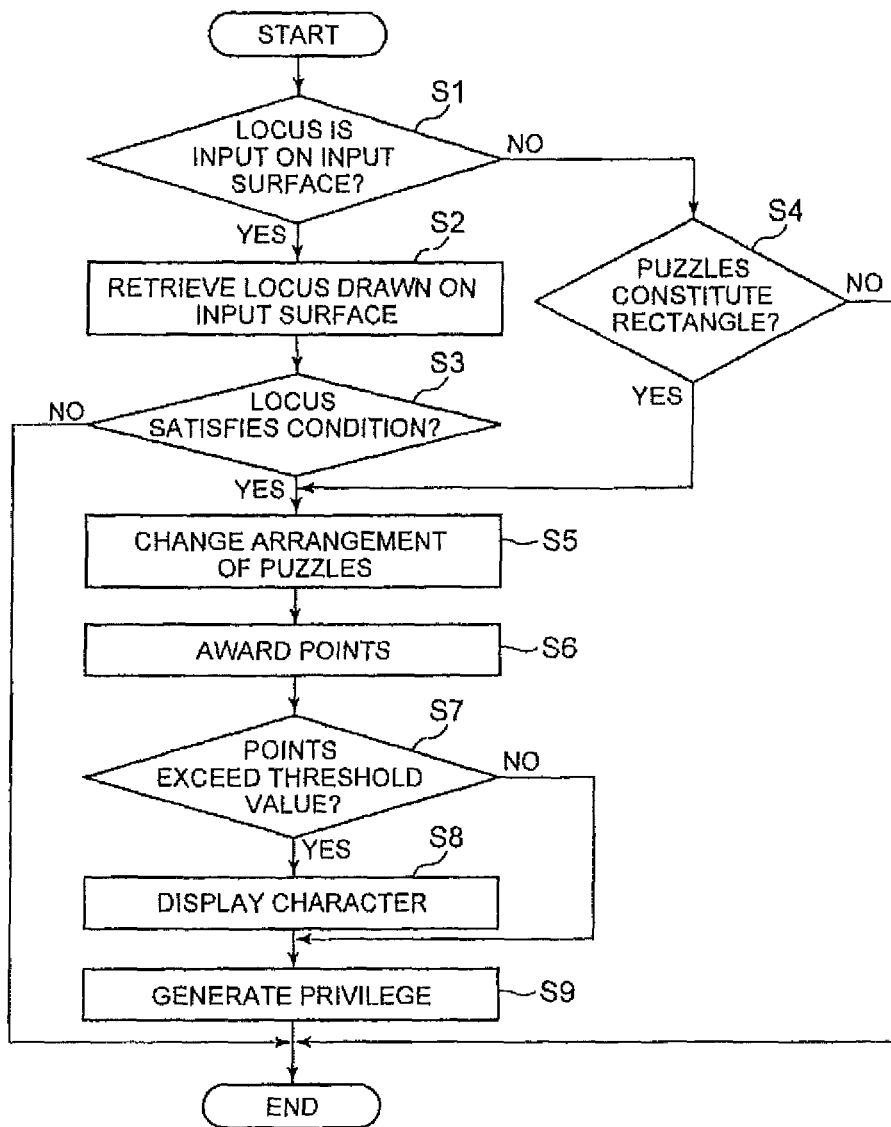 START
S1
LOCUS IS
INPUT ON INPUT
SURFACE?
NO
YES
S2
RETRIEVE LOCUS DRAWN ON
INPUT SURFACE
S4
PUZZLES
CONSTITUTE
RECTANGLE?
NO
YES
S3
LOCUS
SATISFIES CONDITION?
NO
YES
CHANGE ARRANGEMENT
OF PUZZLES
S5
AWARD POINTS
S6
S7
POINTS
EXCEED THRESHOLD
VALUE?
NO
YES
S8
DISPLAY CHARACTER
GENERATE PRIVILEGE
S9
END